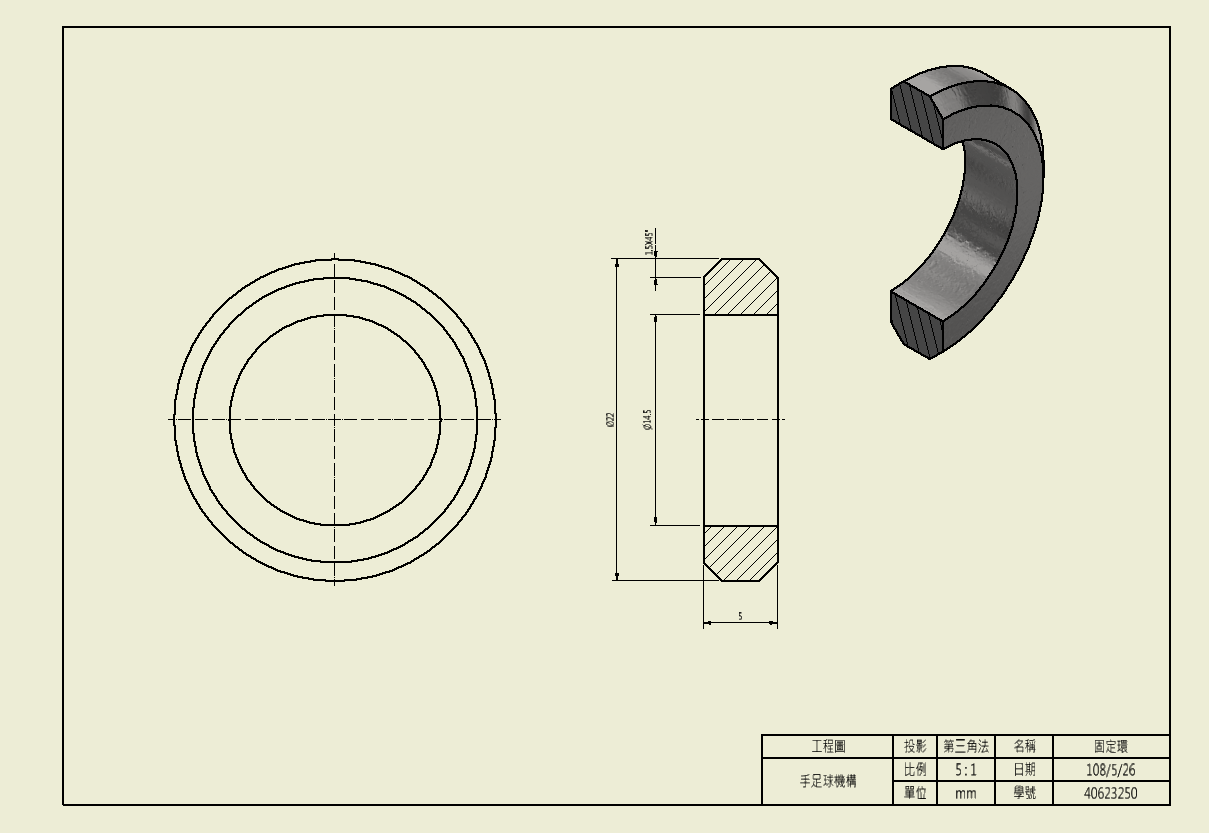 1.5X45°
Ø22
Ø14.5
5
工程圖 投影 第三角法 名稱 固定環
手足球機構 比例 5:1 日期 108/5/26
單位 mm 學號 40623250